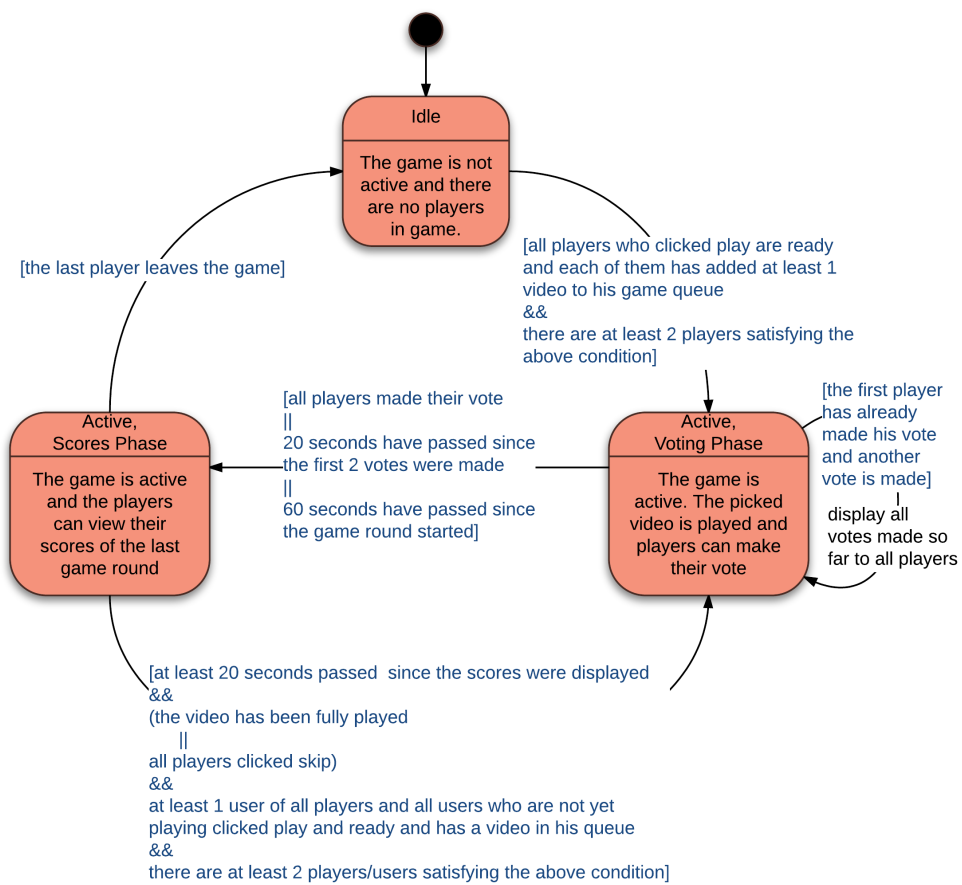 Idle
The game is not
active and there
are no players
in game.
[all players who clicked play are ready
and each of them has added at least 1
video to his game queue
&&
there are at least 2 players satisfying the
above condition]
[the last player leaves the game]
[all players made their vote
||
20 seconds have passed since
the first 2 votes were made
||
60 seconds have passed since
the game round started]
[the first player
has already
made his vote
and another
vote is made]
|
display all
votes made so
far to all players
Active,
Scores Phase
The game is active
and the players
can view their
scores of the last
game round
Active,
Voting Phase
The game is
active. The picked
video is played and
players can make
their vote
[at least 20 seconds passed  since the scores were displayed
&&
(the video has been fully played
||
all players clicked skip)
&&
at least 1 user of all players and all users who are not yet
playing clicked play and ready and has a video in his queue
&&
there are at least 2 players/users satisfying the above condition]